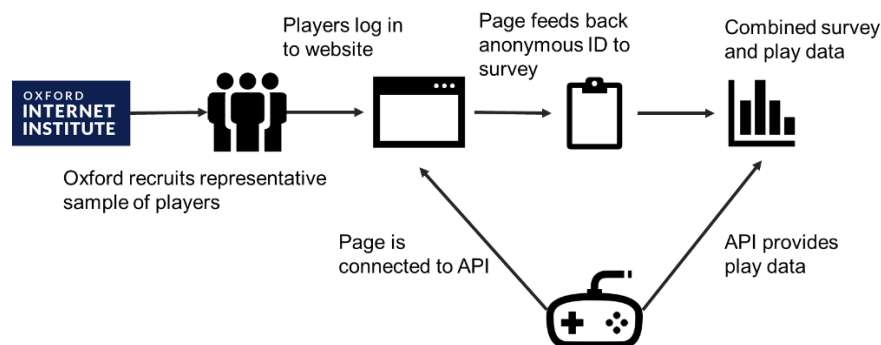 Players log in
to website
Page feeds back
anonymous ID to
survey
Combined survey
and play data
OXFORD
INTERNET
INSTITUTE
Oxford recruits representative
sample of players
Page is
connected to API
API provides
play data